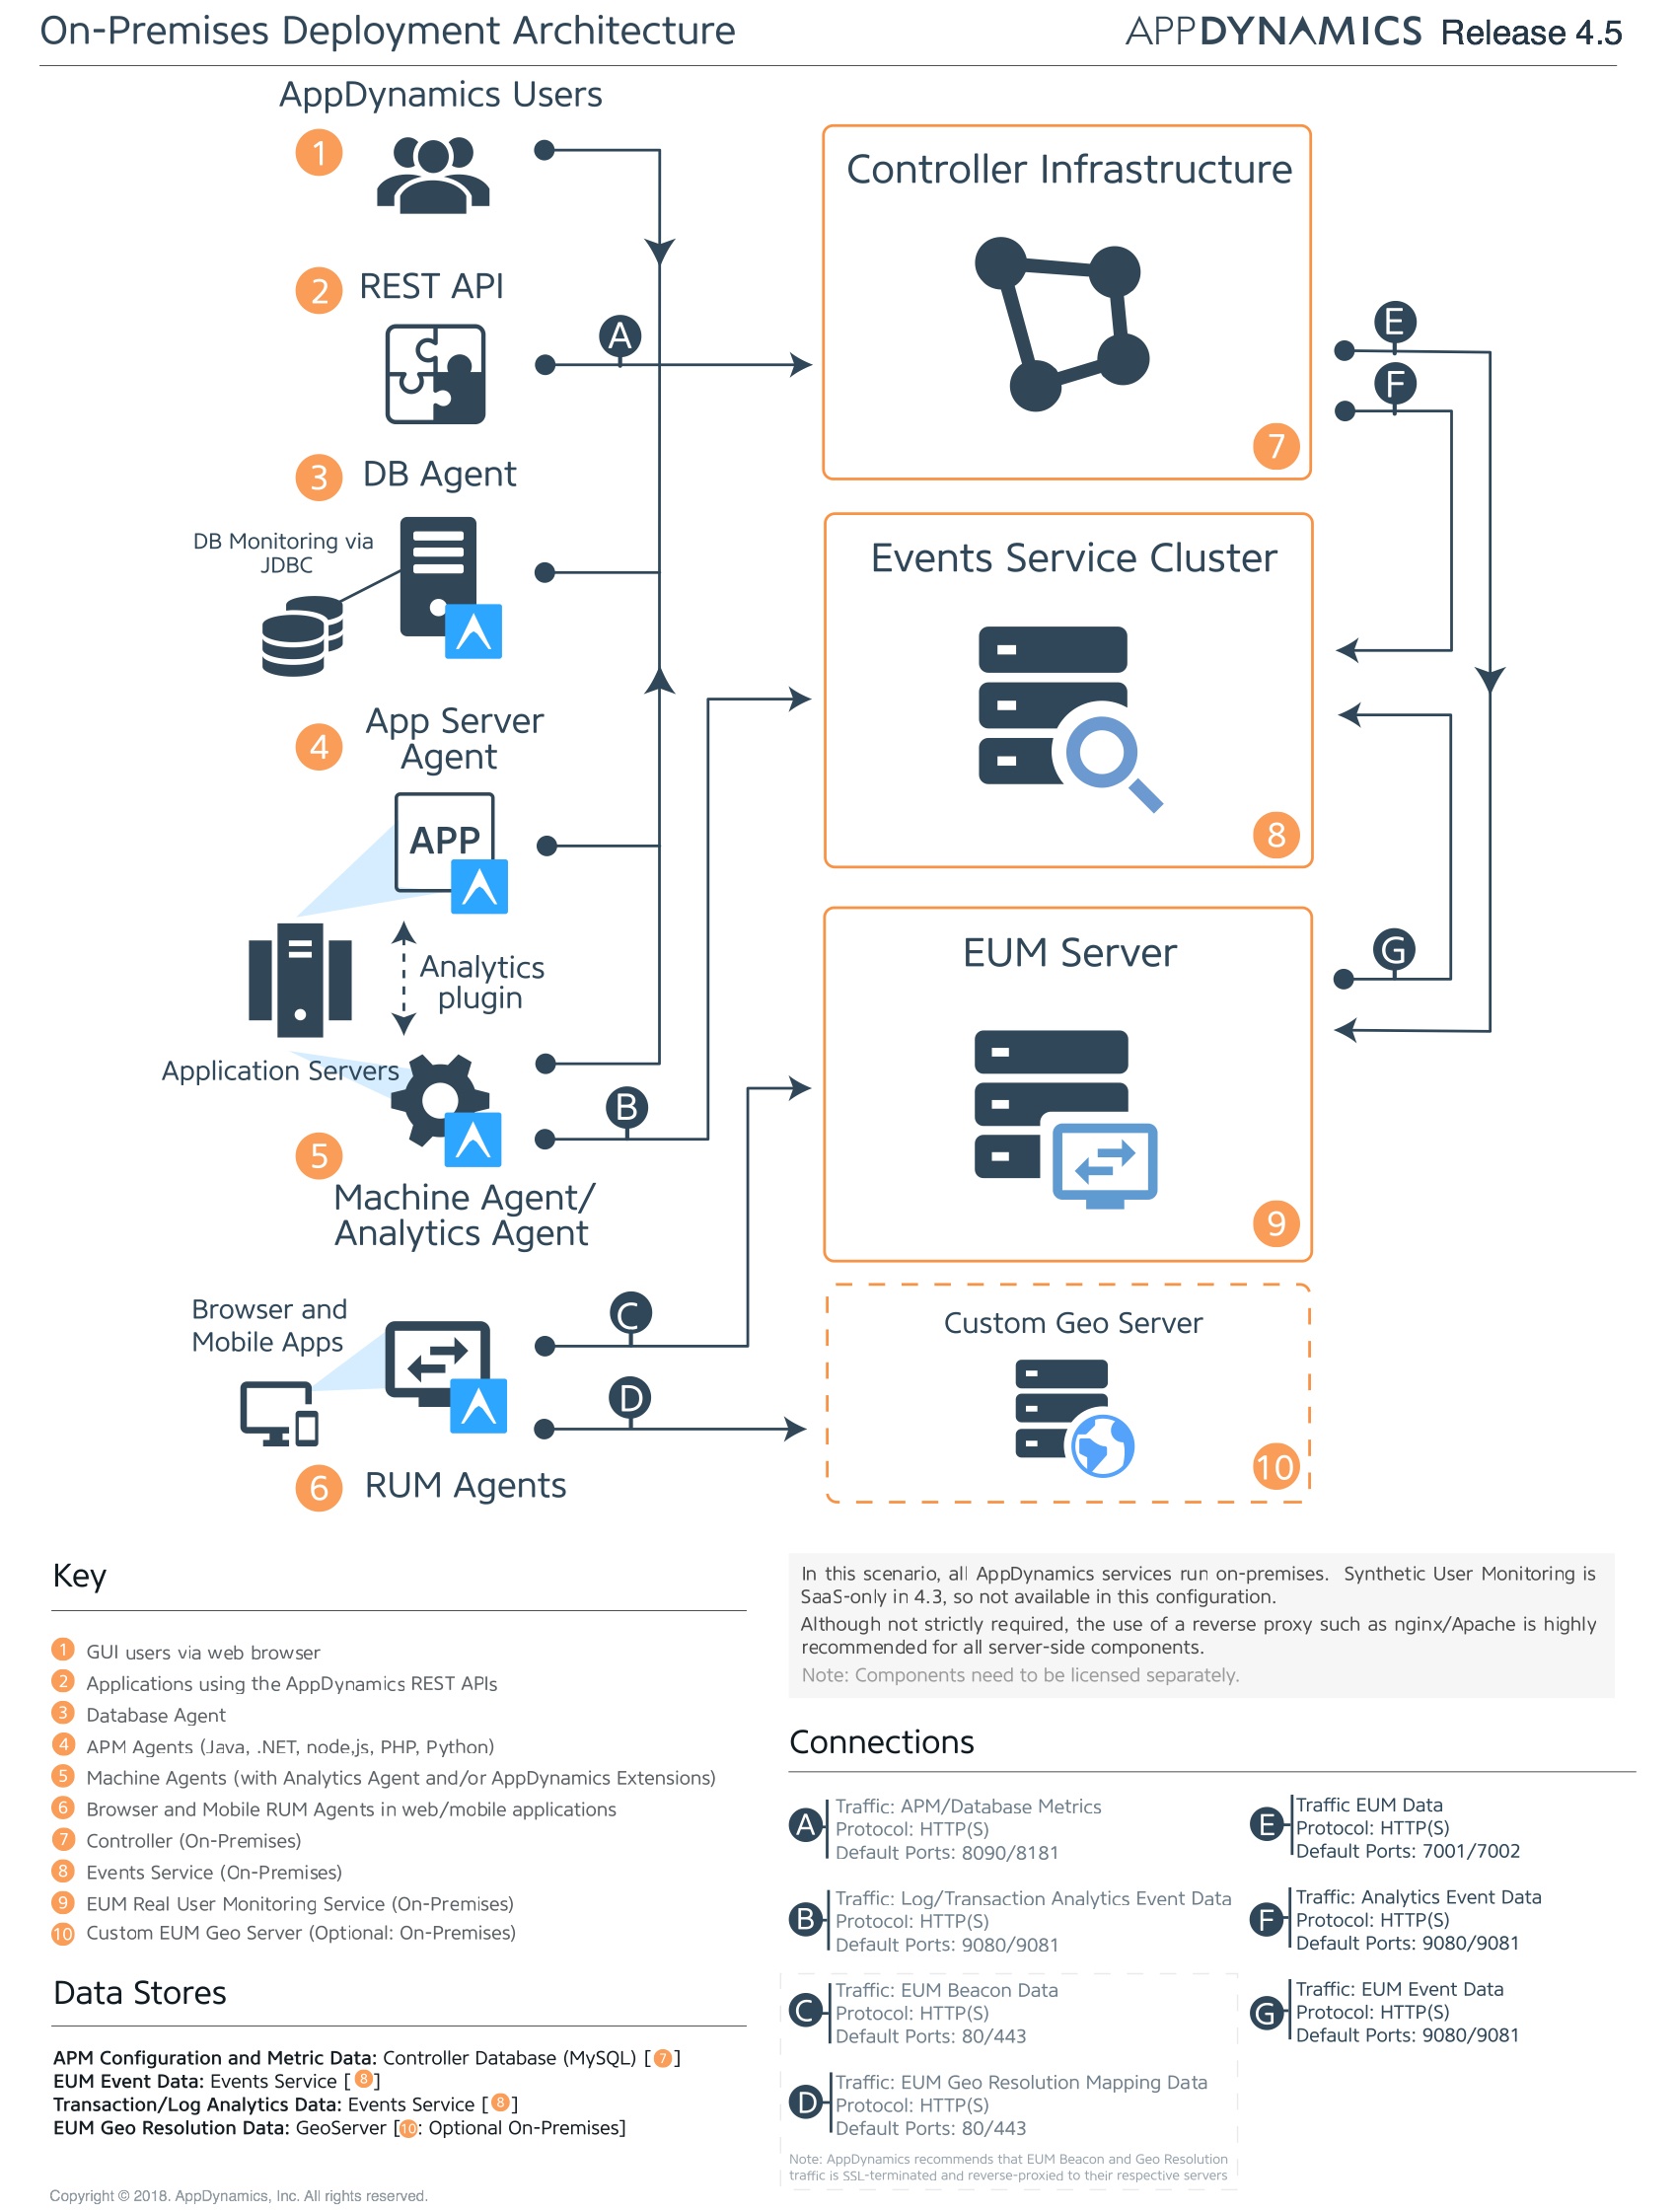 On-Premises Deployment Architecture
APPDYNAMICS Release 4.5
AppDynamics Users
1
2 REST API
A
3 DB Agent
DB Monitoring via
JDBC
4 App Server
Agent
APP
Analytics
plugin
Application Servers
B
5
Machine Agent/
Analytics Agent
Browser and
Mobile Apps
C
D
6 RUM Agents
Controller Infrastructure
7
E
F
Events Service Cluster
8
EUM Server
G
9
Custom Geo Server
10
Key
1 GUI users via web browser
2 Applications using the AppDynamics REST APIs
3 Database Agent
4 APM Agents (Java, .NET, node,js, PHP, Python)
5 Machine Agents (with Analytics Agent and/or AppDynamics Extensions)
6 Browser and Mobile RUM Agents in web/mobile applications
7 Controller (On-Premises)
8 Events Service (On-Premises)
9 EUM Real User Monitoring Service (On-Premises)
10 Custom EUM Geo Server (Optional: On-Premises)
Data Stores
APM Configuration and Metric Data: Controller Database (MySQL) [7]
EUM Event Data: Events Service [8]
Transaction/Log Analytics Data: Events Service [8]
EUM Geo Resolution Data: GeoServer [10: Optional On-Premises]
In this scenario, all AppDynamics services run on-premises. Synthetic User Monitoring is
SaaS-only in 4.3, so not available in this configuration.
Although not strictly required, the use of a reverse proxy such as nginx/Apache is highly
recommended for all server-side components.
Note: Components need to be licensed separately.
Connections
A Traffic: APM/Database Metrics
Protocol: HTTP(S)
Default Ports: 8090/8181
B Traffic: Log/Transaction Analytics Event Data
Protocol: HTTP(S)
Default Ports: 9080/9081
C Traffic: EUM Beacon Data
Protocol: HTTP(S)
Default Ports: 80/443
D Traffic: EUM Geo Resolution Mapping Data
Protocol: HTTP(S)
Default Ports: 80/443
Note: AppDynamics recommends that EUM Beacon and Geo Resolution
traffic is SSL-terminated and reverse-proxied to their respective servers
E Traffic EUM Data
Protocol: HTTP(S)
Default Ports: 7001/7002
F Traffic: Analytics Event Data
Protocol: HTTP(S)
Default Ports: 9080/9081
G Traffic: EUM Event Data
Protocol: HTTP(S)
Default Ports: 9080/9081
Copyright © 2018. AppDynamics, Inc. All rights reserved.